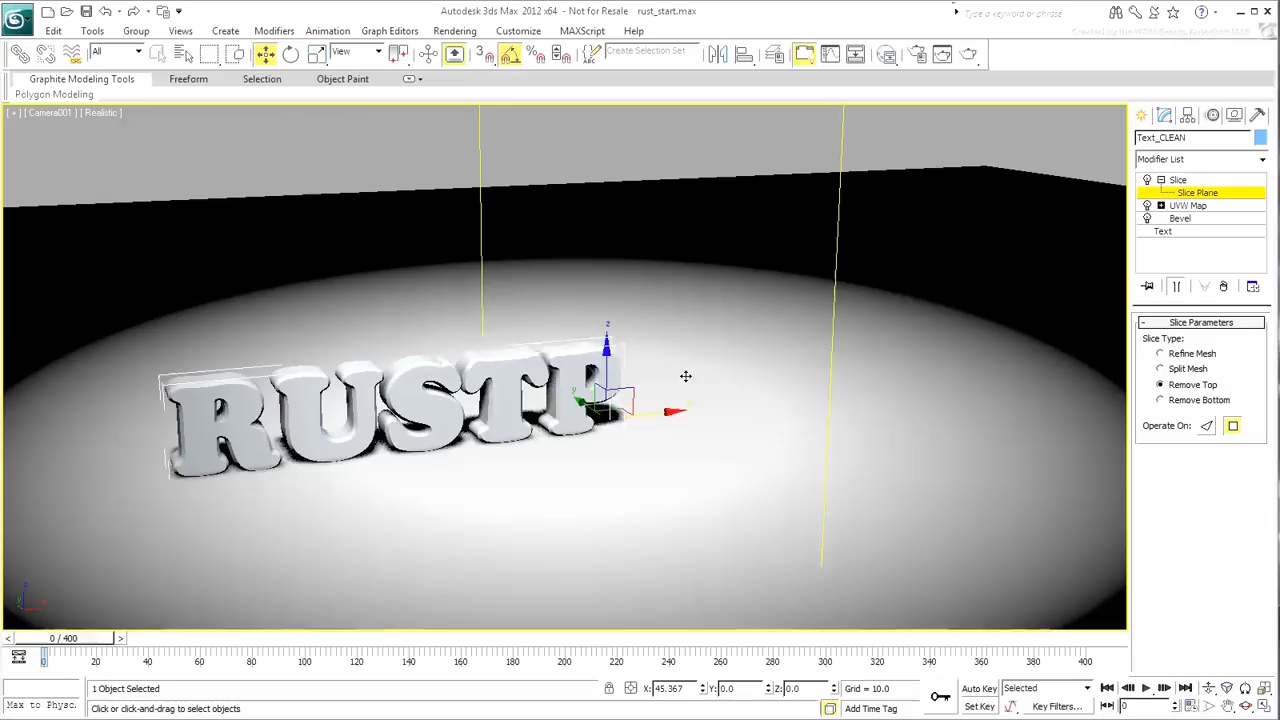 Autodesk 3ds Max 2012 x64 - Not for Resale rust_start.max
Type a keyword or phrase
Edit Tools Group Views Create Modifiers Animation Graph Editors Rendering Customize MAXScript Help
All View Create Selection Set
Graphite Modeling Tools Freeform Selection Object Paint
Polygon Modeling
[ + ] [ Camera001 ] [ Realistic ]
Text_CLEAN
Modifier List
Slice
Slice Plane
UVW Map
Bevel
Text
Slice Parameters
Slice Type:
Refine Mesh
Split Mesh
Remove Top
Remove Bottom
Operate On:
RUSTP
z
y
0 / 400
0 20 40 60 80 100 120 140 160 180 200 220 240 260 280 300 320 340 360 380 400
1 Object Selected X: 45.367 Y: 0.0 Z: 0.0 Grid = 10.0 Auto Key Selected
Max to Physc Click or click-and-drag to select objects Add Time Tag Set Key Key Filters... 0